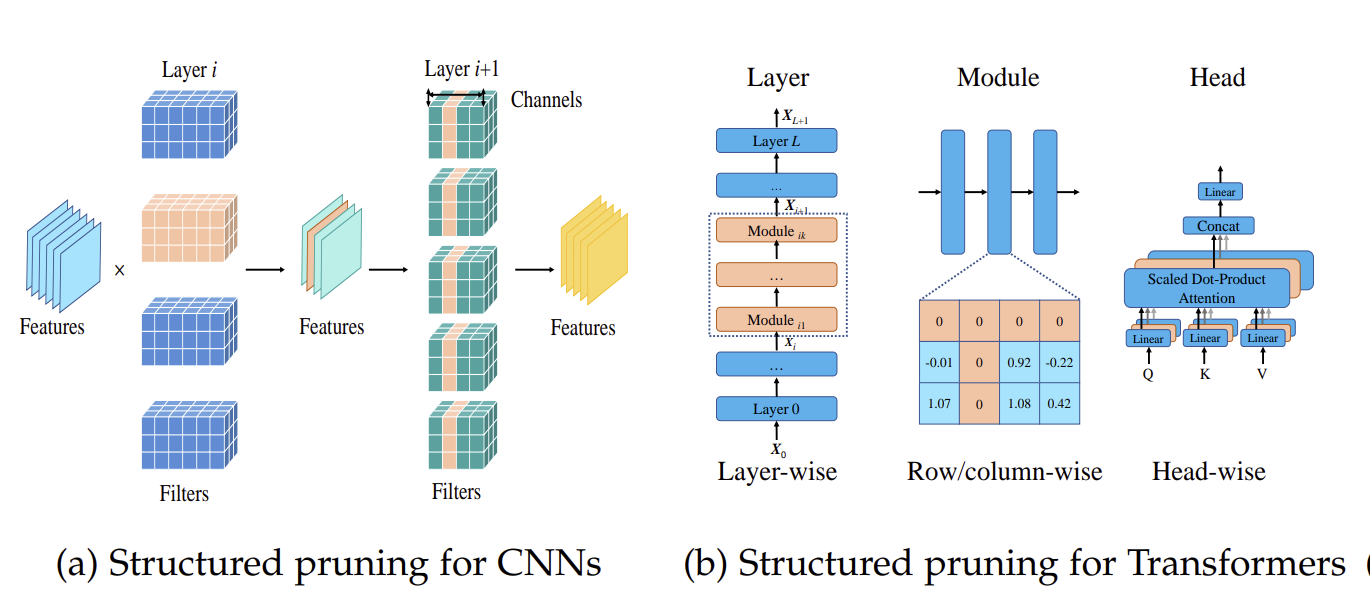 Layer i
Layer i+1
Channels
Features
×
Features
Features
Filters
Filters
(a) Structured pruning for CNNs
Layer
X_{L+1}
Layer L
...
X_{i+1}
Module _{ik}
...
Module _{i1}
X_i
...
Layer 0
X_0
Layer-wise
Module
0 0 0 0
-0.01 0 0.92 -0.22
1.07 0 1.08 0.42
Row/column-wise
Head
Linear
Concat
Scaled Dot-Product
Attention
Linear Linear Linear
Q K V
Head-wise
(b) Structured pruning for Transformers (